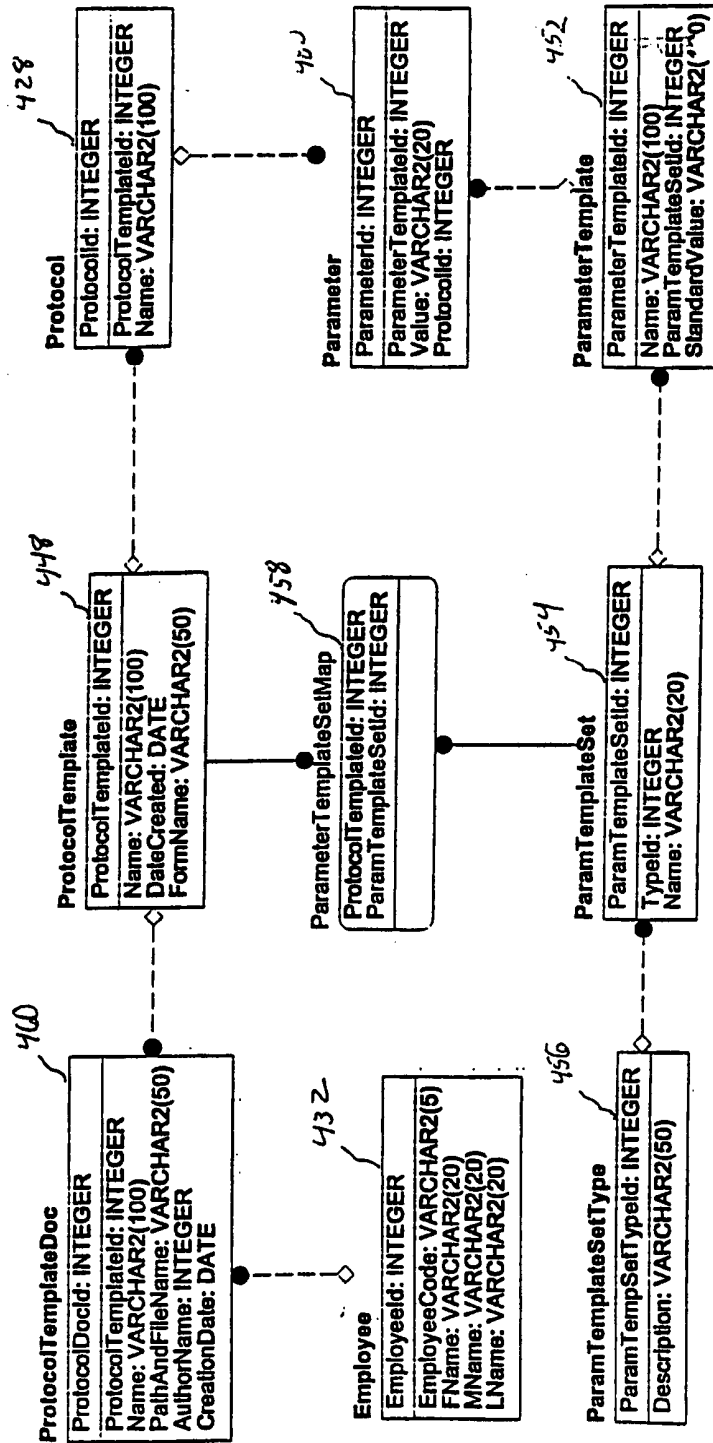 ProtocolTemplateDoc
460
ProtocolDocId: INTEGER
ProtocolTemplateId: INTEGER
Name: VARCHAR2(100)
PathAndFileName: VARCHAR2(50)
AuthorName: INTEGER
CreationDate: DATE
ProtocolTemplate
448
ProtocolTemplateId: INTEGER
Name: VARCHAR2(100)
DateCreated: DATE
FormName: VARCHAR2(50)
Protocol
428
ProtocolId: INTEGER
ProtocolTemplateId: INTEGER
Name: VARCHAR2(100)
Employee
432
EmployeeId: INTEGER
EmployeeCode: VARCHAR2(5)
FName: VARCHAR2(20)
MName: VARCHAR2(20)
LName: VARCHAR2(20)
ParameterTemplateSetMap
458
ProtocolTemplateId: INTEGER
ParamTemplateSetId: INTEGER
Parameter
ParameterId: INTEGER
ParameterTemplateId: INTEGER
Value: VARCHAR2(20)
ProtocolId: INTEGER
ParamTemplateSetType
456
ParamTempSetTypeId: INTEGER
Description: VARCHAR2(50)
ParamTemplateSet
454
ParamTemplateSetId: INTEGER
TypeId: INTEGER
Name: VARCHAR2(20)
ParameterTemplate
452
ParameterTemplateId: INTEGER
Name: VARCHAR2(100)
ParamTemplateSetId: INTEGER
StandardValue: